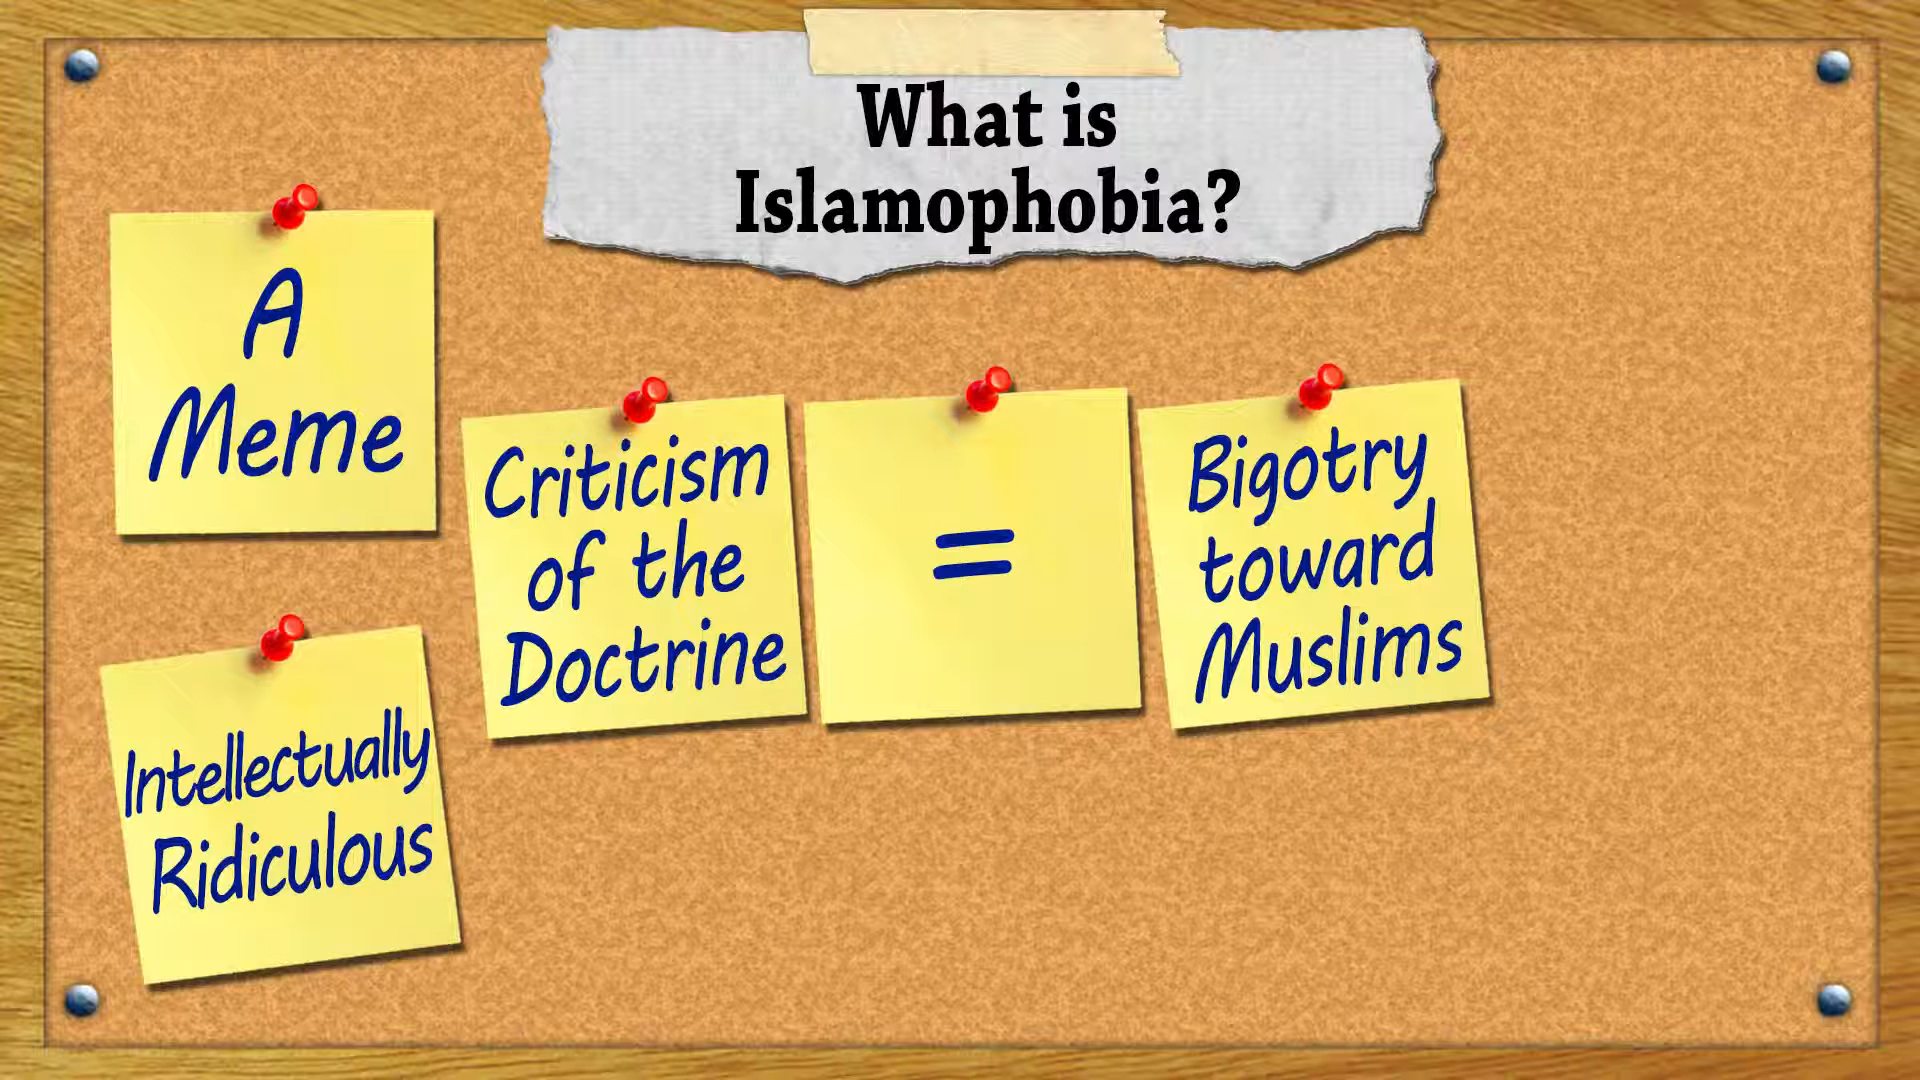 What is
Islamophobia?
A
Meme
Criticism
of the
Doctrine
=
Bigotry
toward
Muslims
Intellectually
Ridiculous